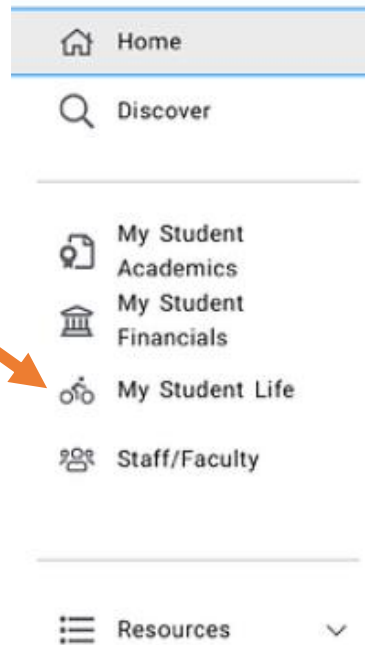 Home
Discover
My Student
Academics
My Student
Financials
My Student Life
Staff/Faculty
Resources